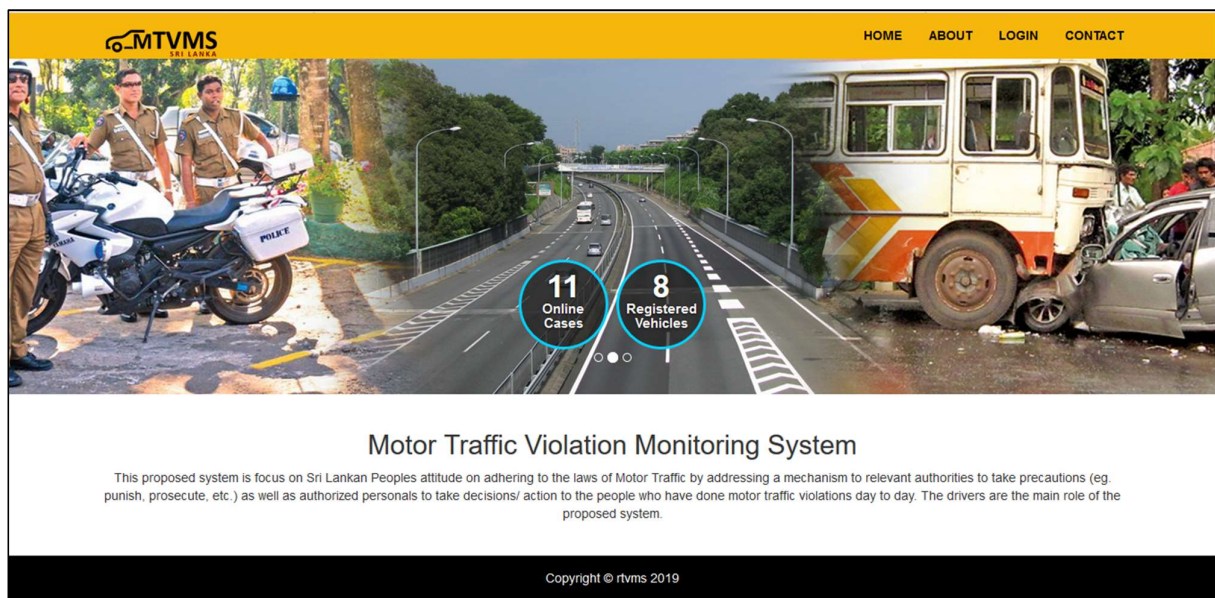 MTVMS
SRI LANKA
HOME ABOUT LOGIN CONTACT
YAMAHA
POLICE
11
Online
Cases
8
Registered
Vehicles
Motor Traffic Violation Monitoring System
This proposed system is focus on Sri Lankan Peoples attitude on adhering to the laws of Motor Traffic by addressing a mechanism to relevant authorities to take precautions (eg.
punish, prosecute, etc.) as well as authorized personals to take decisions/ action to the people who have done motor traffic violations day to day. The drivers are the main role of the
proposed system.
Copyright © rtvms 2019